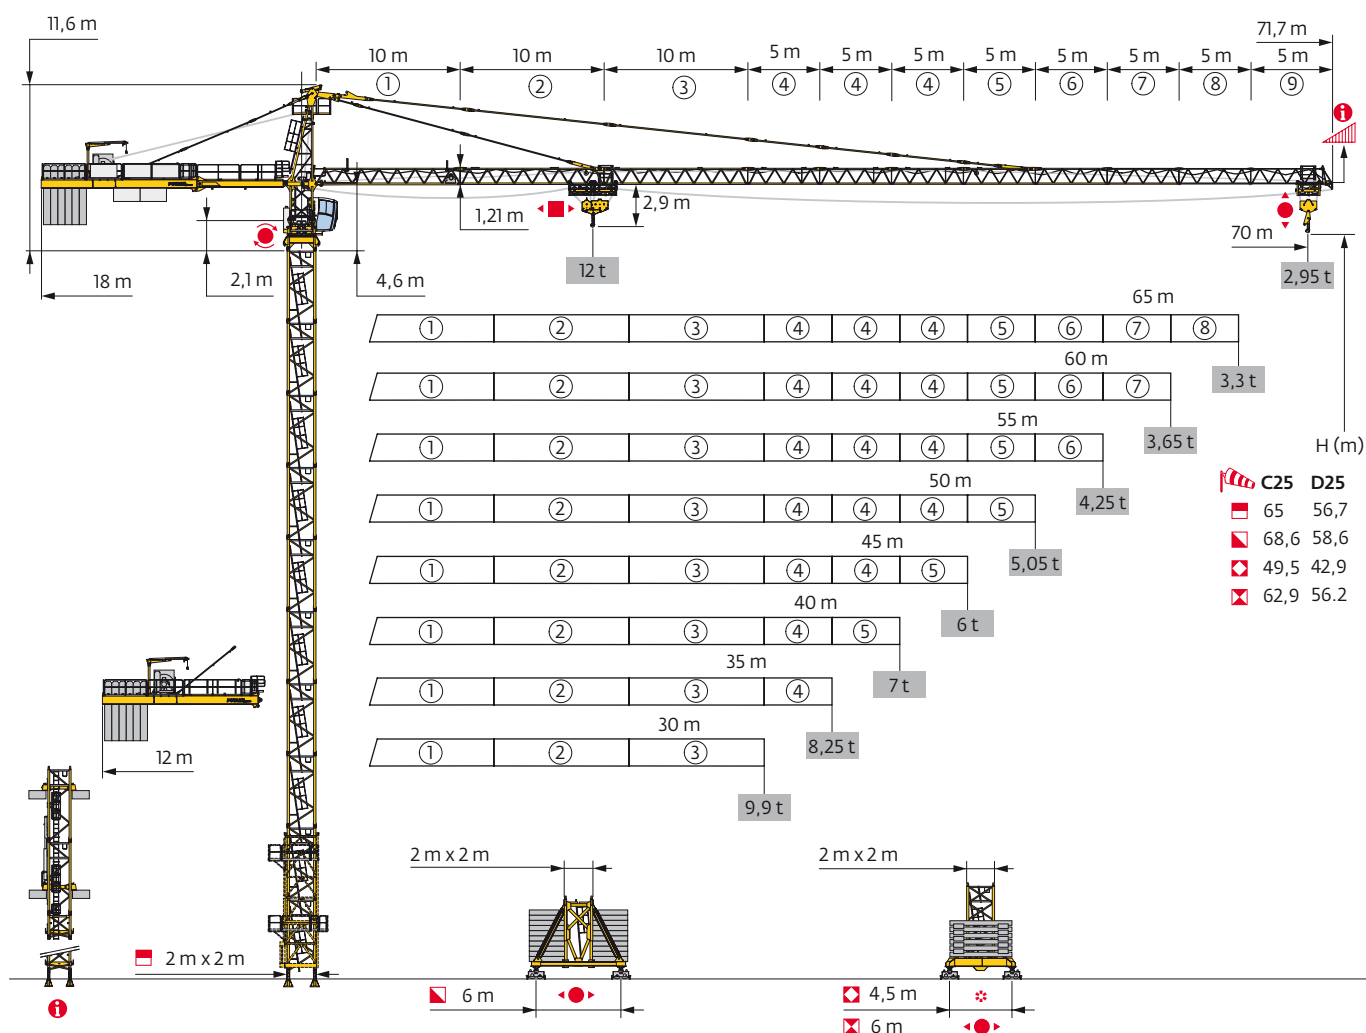 11,6 m
71,7 m
10 m 10 m 10 m 5 m 5 m 5 m 5 m 5 m 5 m 5 m 5 m
① ② ③ ④ ④ ④ ⑤ ⑥ ⑦ ⑧ ⑨
i
1,21 m
2,9 m
70 m
18 m
2,1 m
4,6 m
12 t
2,95 t
65 m
① ② ③ ④ ④ ④ ⑤ ⑥ ⑦ ⑧
3,3 t
60 m
① ② ③ ④ ④ ④ ⑤ ⑥ ⑦
3,65 t
55 m
① ② ③ ④ ④ ④ ⑤ ⑥
4,25 t
50 m
① ② ③ ④ ④ ④ ⑤
5,05 t
45 m
① ② ③ ④ ④ ⑤
6 t
40 m
① ② ③ ④ ⑤
7 t
35 m
① ② ③ ④
8,25 t
30 m
① ② ③
9,9 t
H (m)
C25 D25
65 56,7
68,6 58,6
49,5 42,9
62,9 56.2
12 m
2 m x 2 m
2 m x 2 m
2 m x 2 m
i
6 m
4,5 m
6 m